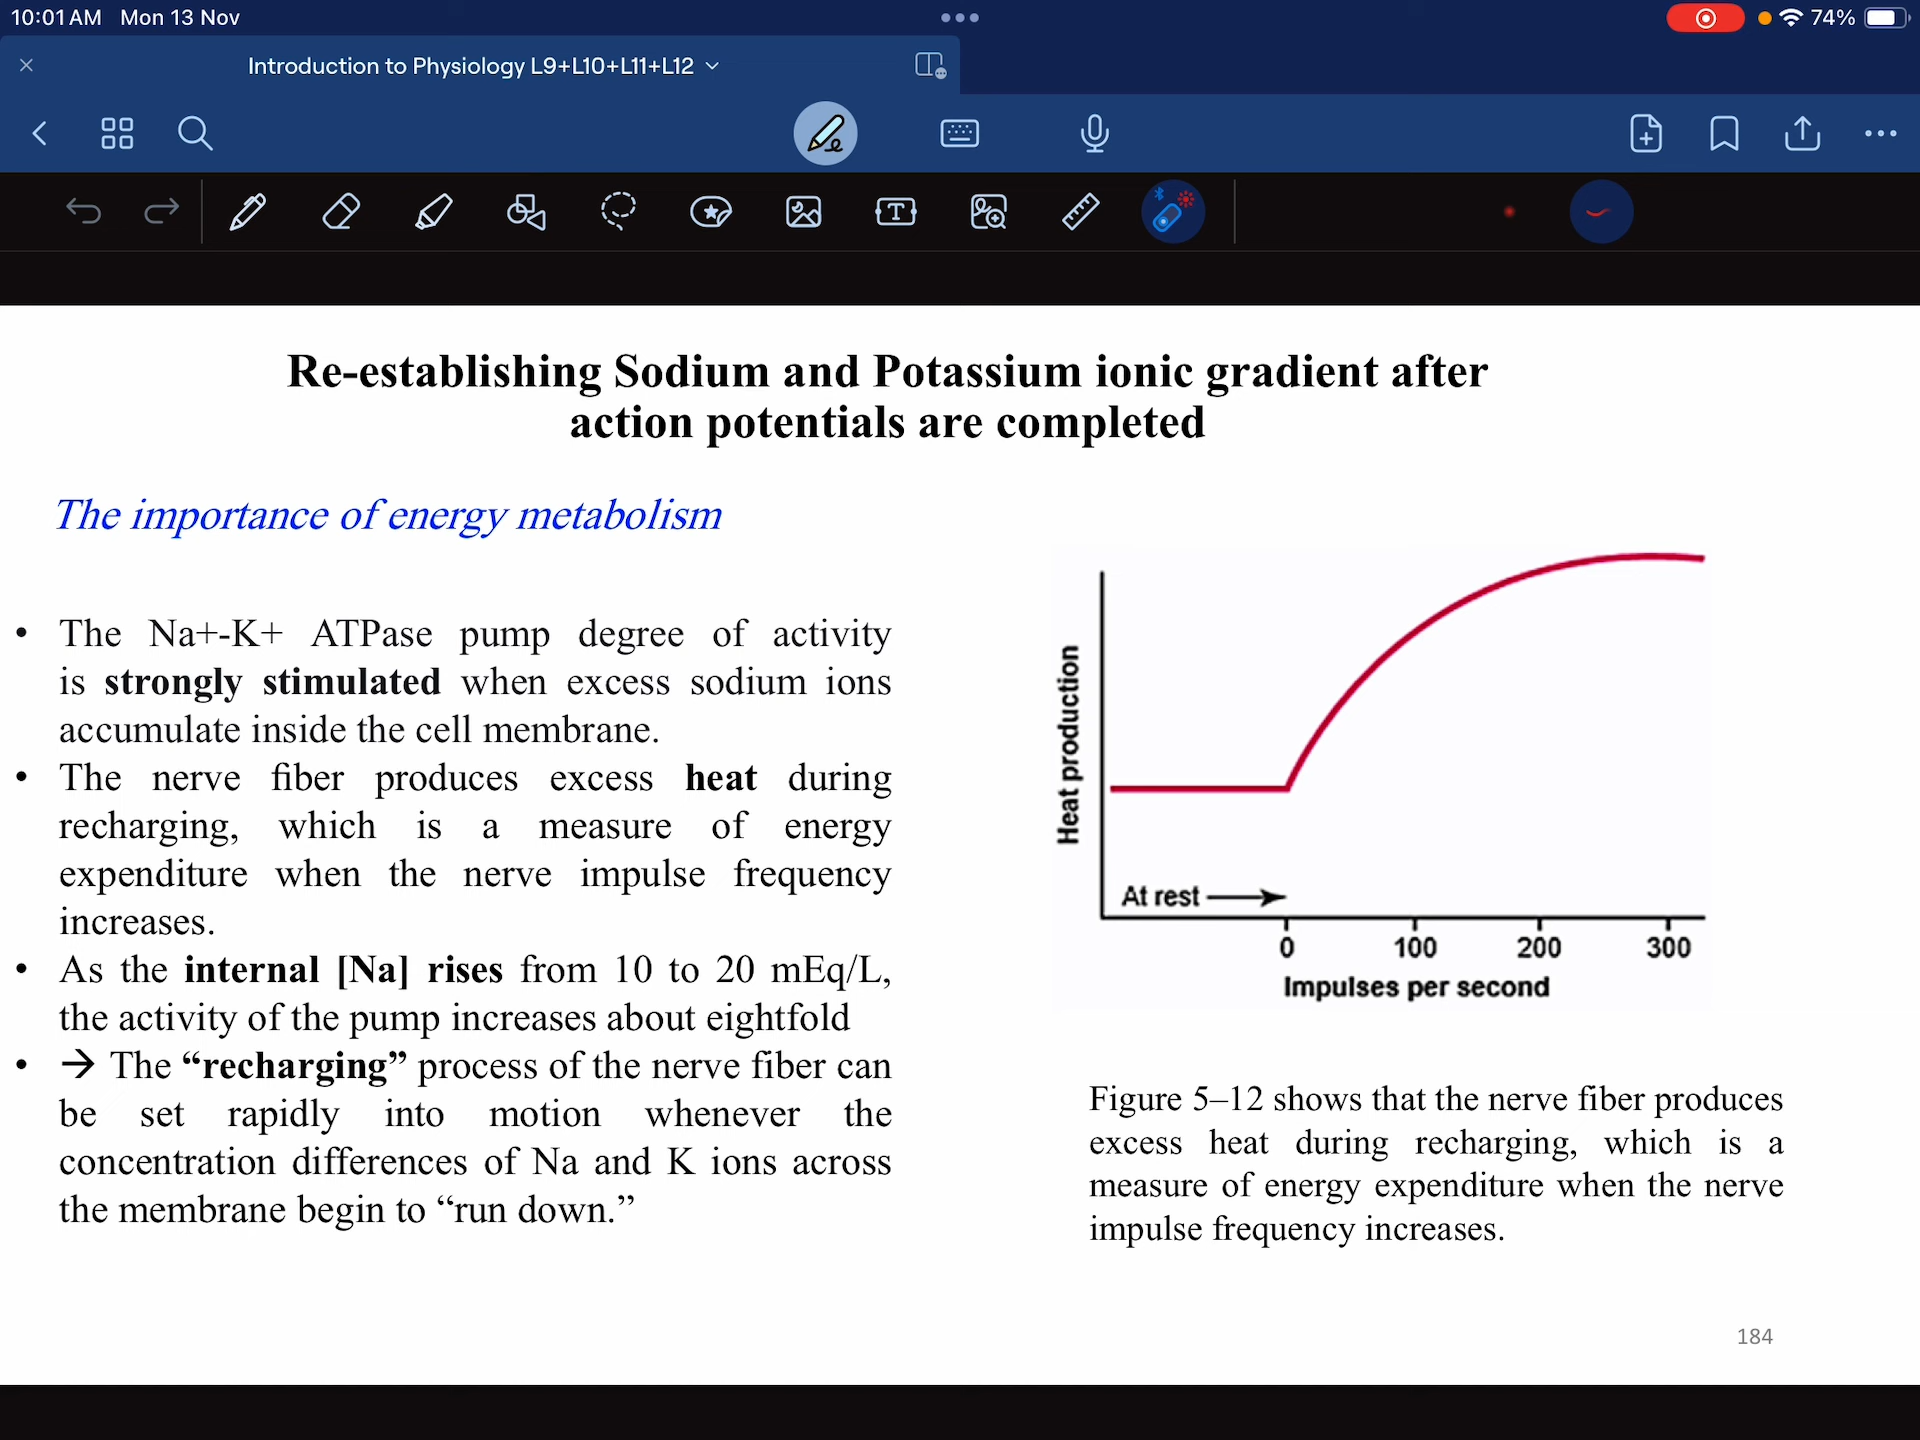 10:01 AM Mon 13 Nov
74%
Introduction to Physiology L9+L10+L11+L12
Re-establishing Sodium and Potassium ionic gradient after
action potentials are completed
The importance of energy metabolism
• The Na+-K+ ATPase pump degree of activity
is strongly stimulated when excess sodium ions
accumulate inside the cell membrane.
• The nerve fiber produces excess heat during
recharging, which is a measure of energy
expenditure when the nerve impulse frequency
increases.
• As the internal [Na] rises from 10 to 20 mEq/L,
the activity of the pump increases about eightfold
• → The “recharging” process of the nerve fiber can
be set rapidly into motion whenever the
concentration differences of Na and K ions across
the membrane begin to “run down.”
Heat production
At rest
0 100 200 300
Impulses per second
Figure 5–12 shows that the nerve fiber produces
excess heat during recharging, which is a
measure of energy expenditure when the nerve
impulse frequency increases.
184